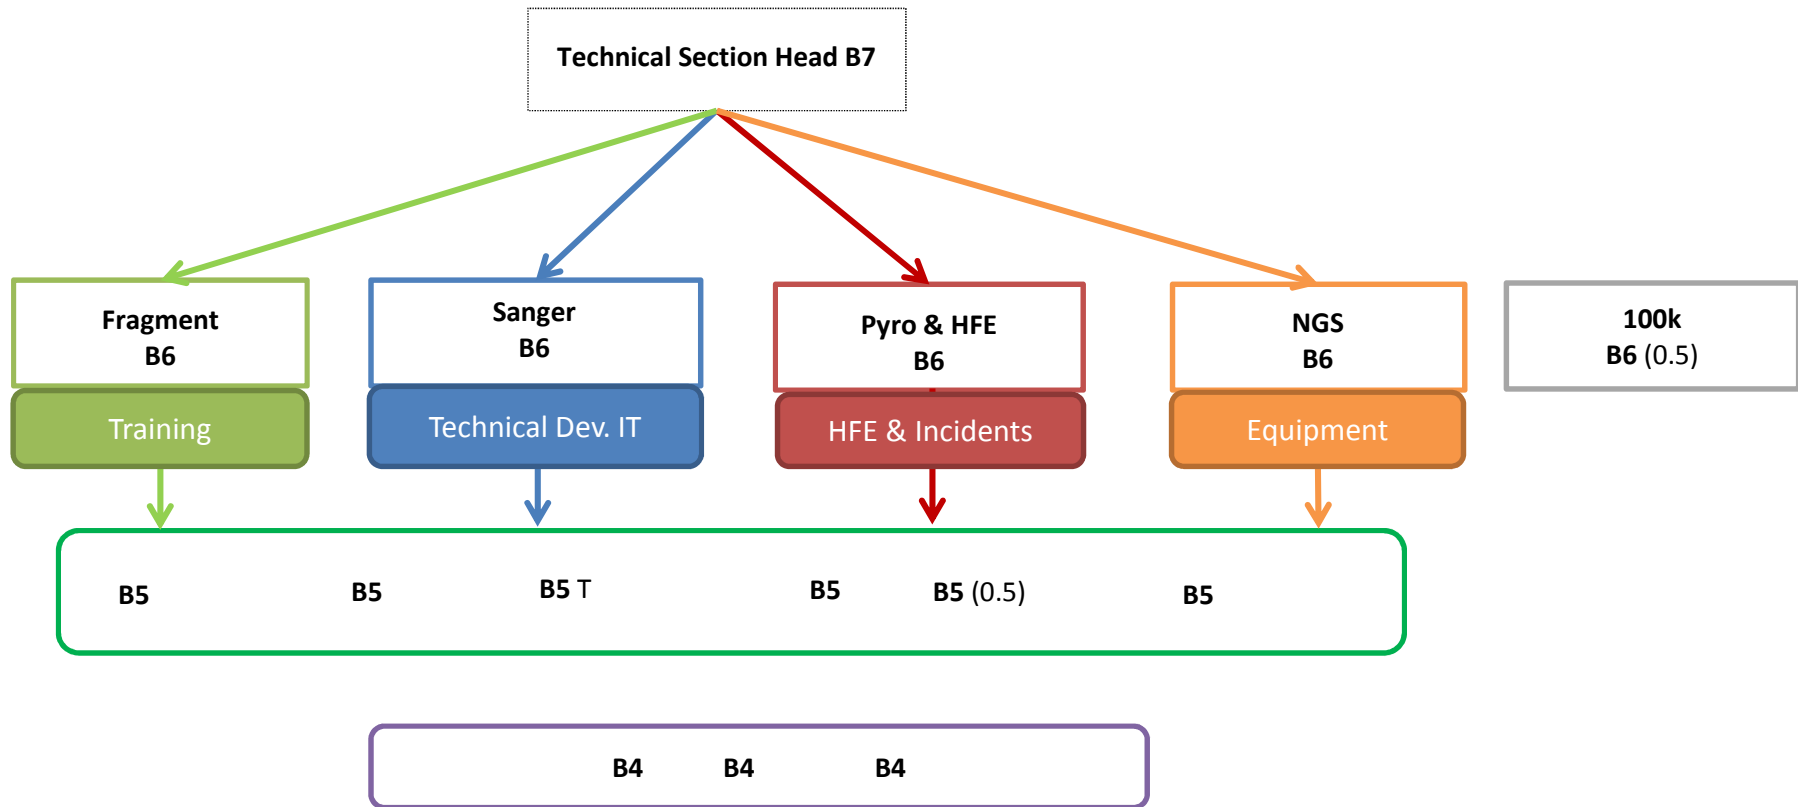 Technical Section Head B7
Fragment
B6
Sanger
B6
Pyro & HFE
B6
NGS
B6
100k
B6 (0.5)
Training
Technical Dev. IT
HFE & Incidents
Equipment
B5 B5 B5 T B5 B5 (0.5) B5
B4 B4 B4